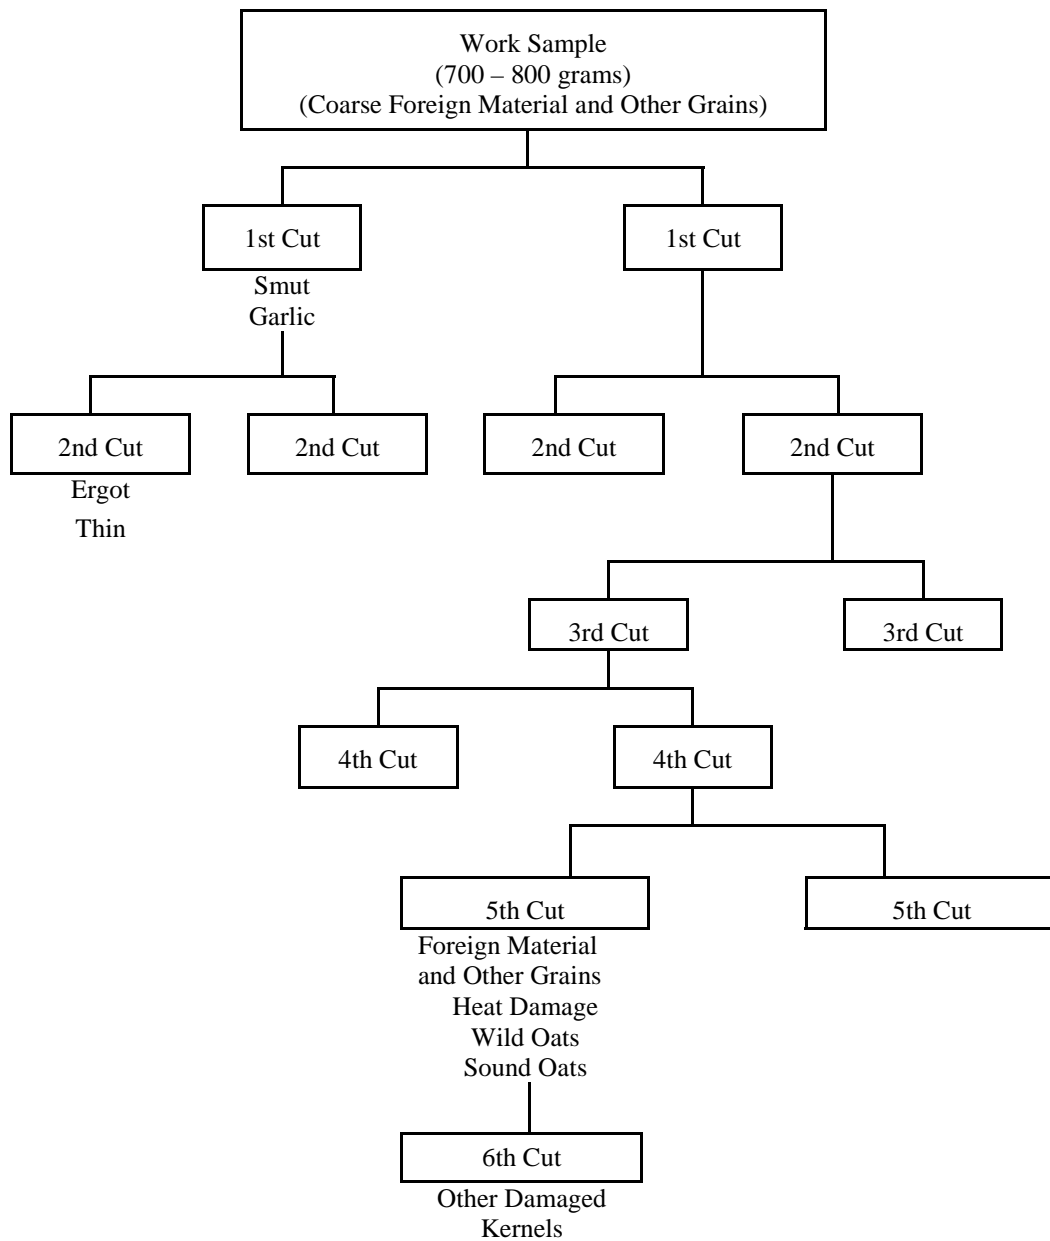 Work Sample
(700 – 800 grams)
(Coarse Foreign Material and Other Grains)
1st Cut
1st Cut
Smut
Garlic
2nd Cut
2nd Cut
2nd Cut
2nd Cut
Ergot
Thin
3rd Cut
3rd Cut
4th Cut
4th Cut
5th Cut
5th Cut
Foreign Material
and Other Grains
Heat Damage
Wild Oats
Sound Oats
6th Cut
Other Damaged
Kernels